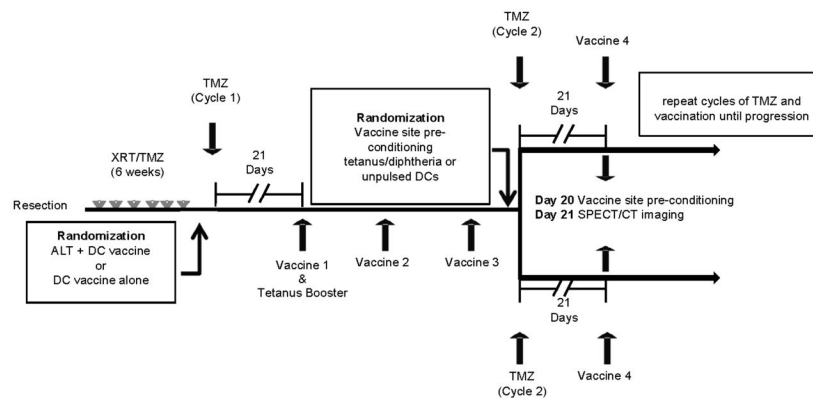 TMZ
(Cycle 2)
Vaccine 4
TMZ
(Cycle 1)
21
Days
repeat cycles of TMZ and
vaccination until progression
Randomization
Vaccine site pre-
conditioning
tetanus/diphtheria or
unpulsed DCs
XRT/TMZ
(6 weeks)
21
Days
Resection
Day 20 Vaccine site pre-conditioning
Day 21 SPECT/CT imaging
Randomization
ALT + DC vaccine
or
DC vaccine alone
Vaccine 1
&
Tetanus Booster
Vaccine 2
Vaccine 3
21
Days
TMZ
(Cycle 2)
Vaccine 4